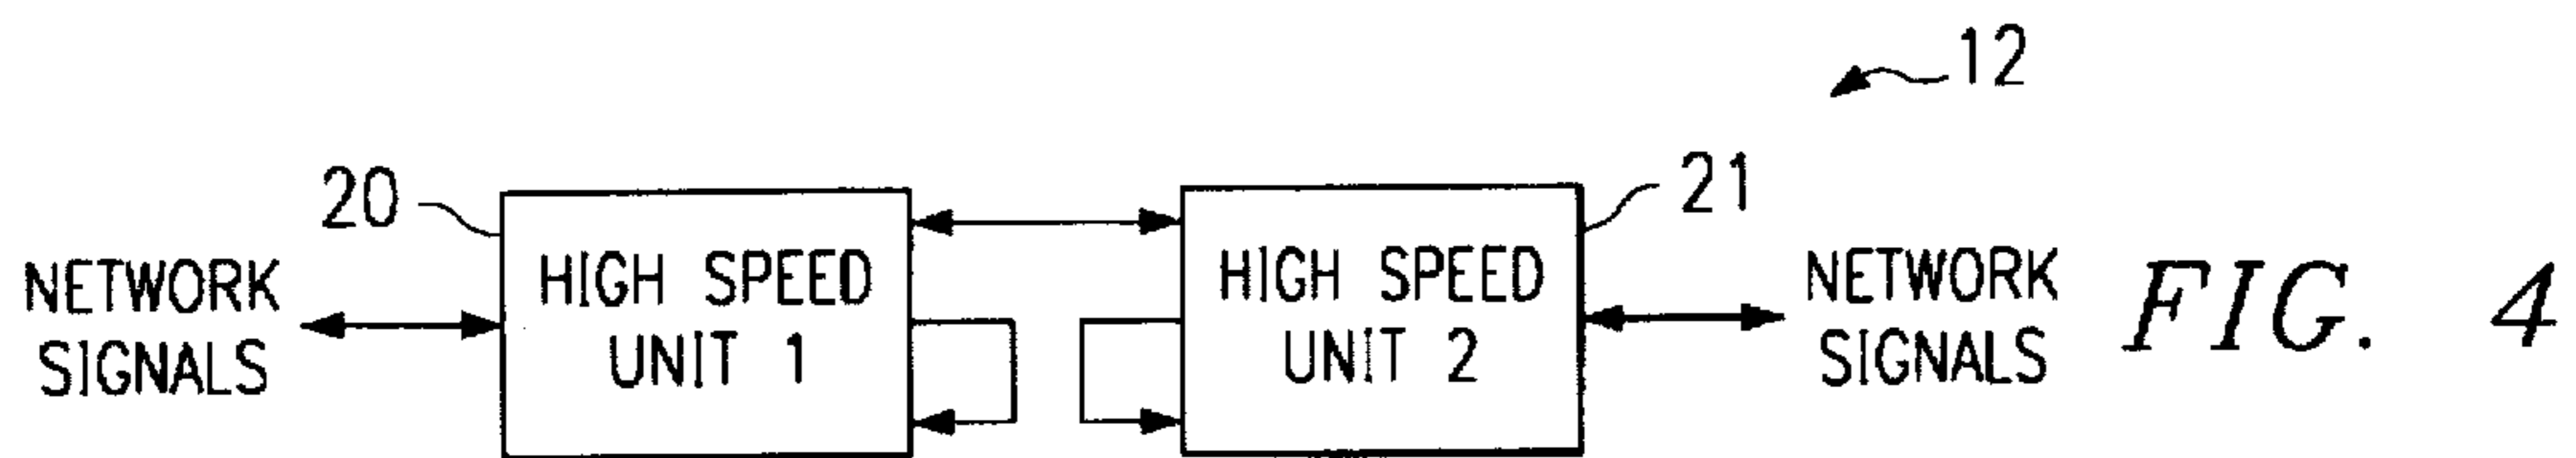 12
20
21
NETWORK
SIGNALS
HIGH SPEED
UNIT 1
HIGH SPEED
UNIT 2
NETWORK
SIGNALS
FIG. 4